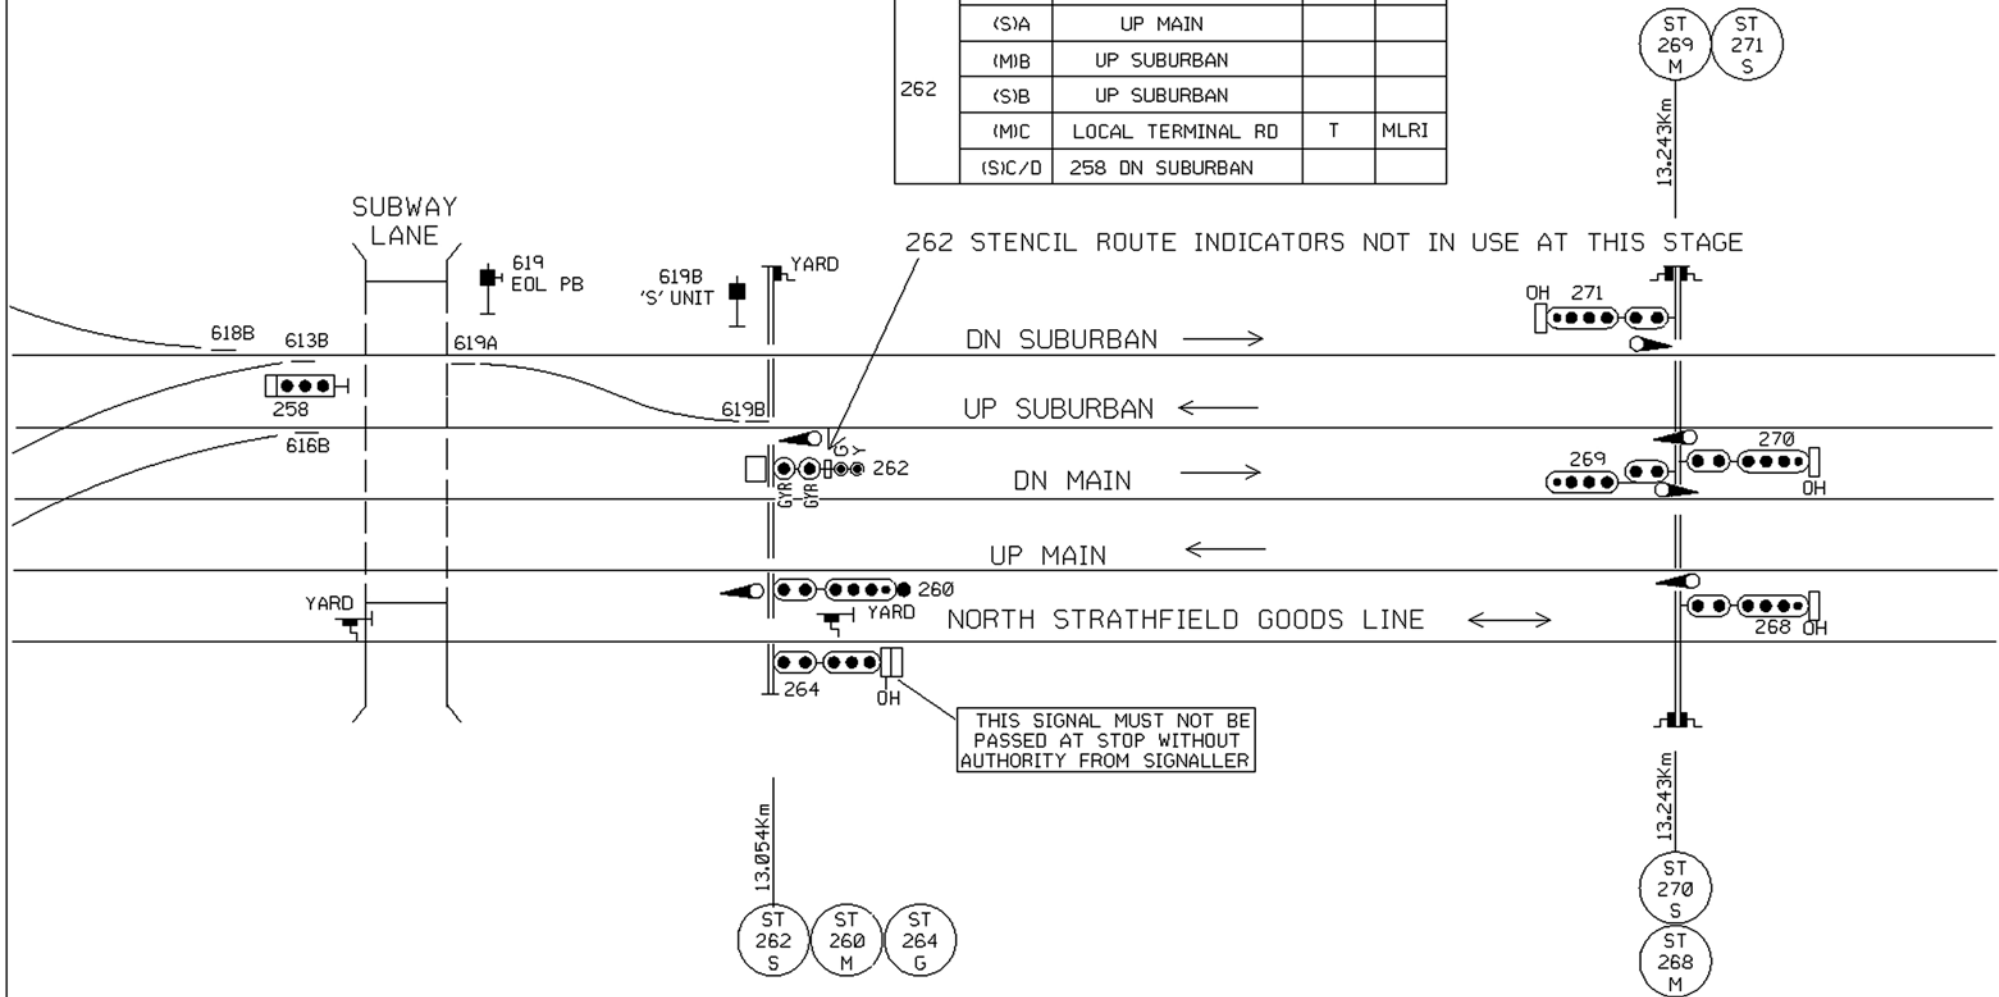 (S)A UP MAIN
(M)B UP SUBURBAN
262
(S)B UP SUBURBAN
(M)C LOCAL TERMINAL RD T MLRI
(S)C/D 258 DN SUBURBAN
ST
269
M
ST
271
S
13.243Km
SUBWAY
LANE
262 STENCIL ROUTE INDICATORS NOT IN USE AT THIS STAGE
619
EOL PB
619B
'S' UNIT
YARD
OH 271
618B
613B
619A
DN SUBURBAN
258
619B
UP SUBURBAN
616B
G Y
262
GYR
GYR
DN MAIN
269
270
OH
UP MAIN
YARD
260
YARD
NORTH STRATHFIELD GOODS LINE
268 OH
264
OH
THIS SIGNAL MUST NOT BE
PASSED AT STOP WITHOUT
AUTHORITY FROM SIGNALLER
13.054Km
13.243Km
ST
262
S
ST
260
M
ST
264
G
ST
270
S
ST
268
M